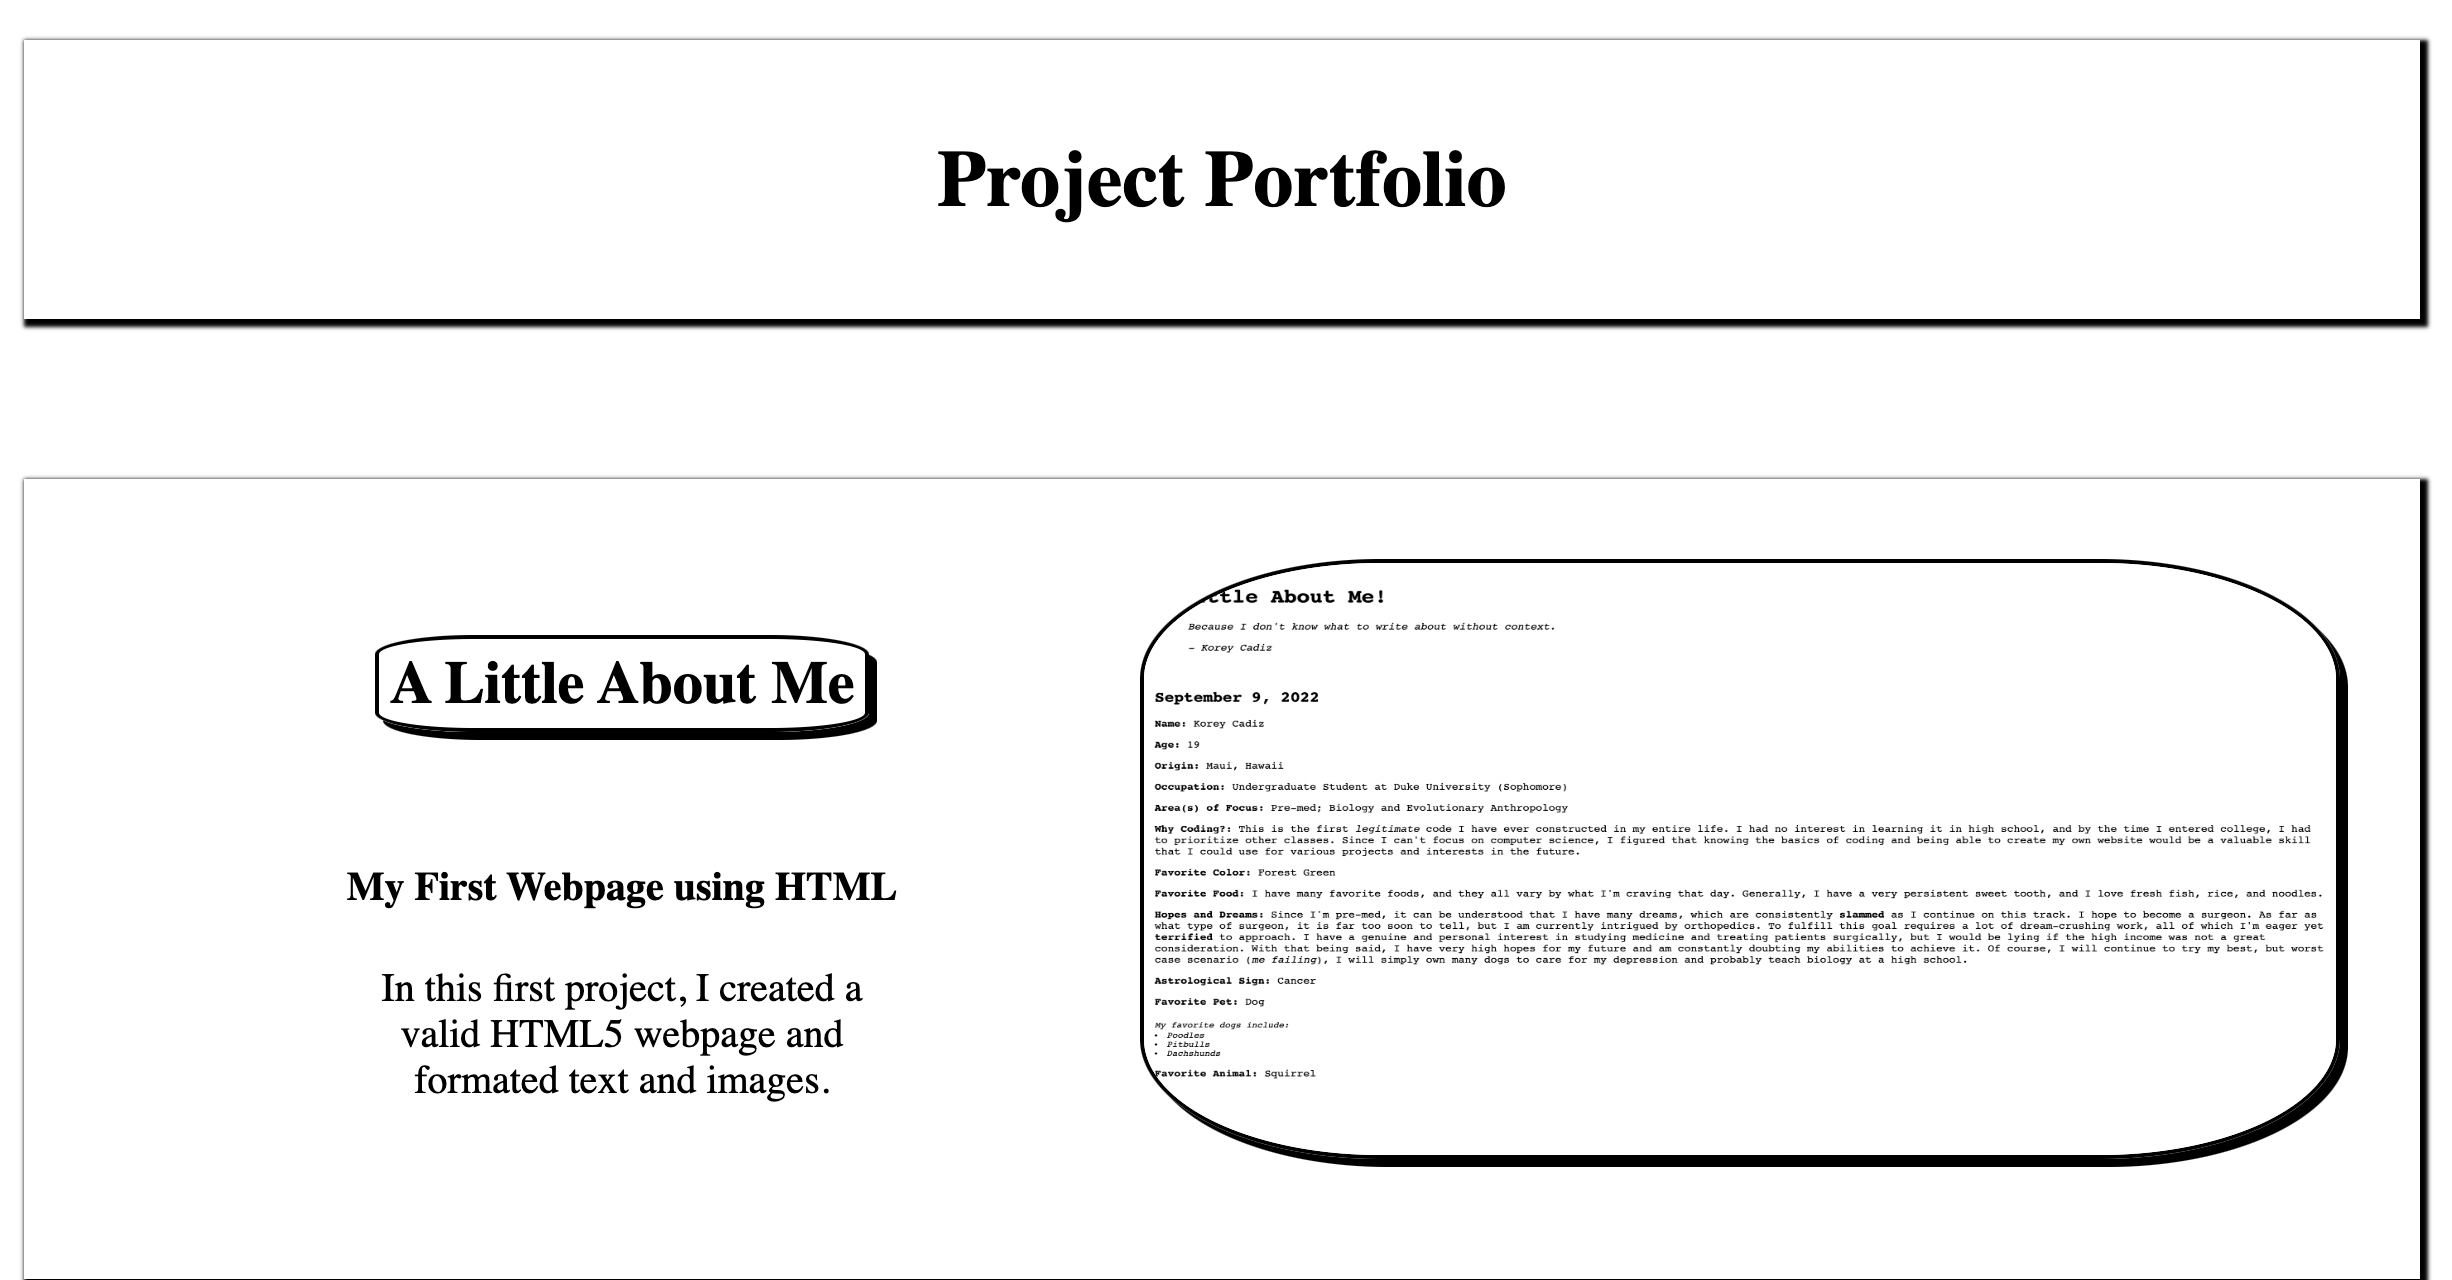 Project Portfolio
A Little About Me
My First Webpage using HTML
In this first project, I created a
valid HTML5 webpage and
formated text and images.
ttle About Me!
Because I don't know what to write about without context.
— Korey Cadiz
September 9, 2022
Name: Korey Cadiz
Age: 19
Origin: Maui, Hawaii
Occupation: Undergraduate Student at Duke University (Sophomore)
Area(s) of Focus: Pre-med; Biology and Evolutionary Anthropology
Why Coding?: This is the first legitimate code I have ever constructed in my entire life. I had no interest in learning it in high school, and by the time I entered college, I had
to prioritize other classes. Since I can't focus on computer science, I figured that knowing the basics of coding and being able to create my own website would be a valuable skill
that I could use for various projects and interests in the future.
Favorite Color: Forest Green
Favorite Food: I have many favorite foods, and they all vary by what I'm craving that day. Generally, I have a very persistent sweet tooth, and I love fresh fish, rice, and noodles.
Hopes and Dreams: Since I'm pre-med, it can be understood that I have many dreams, which are consistently slammed as I continue on this track. I hope to become a surgeon. As far as
what type of surgeon, it is far too soon to tell, but I am currently intrigued by orthopedics. To fulfill this goal requires a lot of dream-crushing work, all of which I'm eager yet
terrified to approach. I have a genuine and personal interest in studying medicine and treating patients surgically, but I would be lying if the high income was not a great
consideration. With that being said, I have very high hopes for my future and am constantly doubting my abilities to achieve it. Of course, I will continue to try my best, but worst
case scenario (me failing), I will simply own many dogs to care for my depression and probably teach biology at a high school.
Astrological Sign: Cancer
Favorite Pet: Dog
My favorite dogs include:
• Poodles
• Pitbulls
• Dachshunds
Favorite Animal: Squirrel